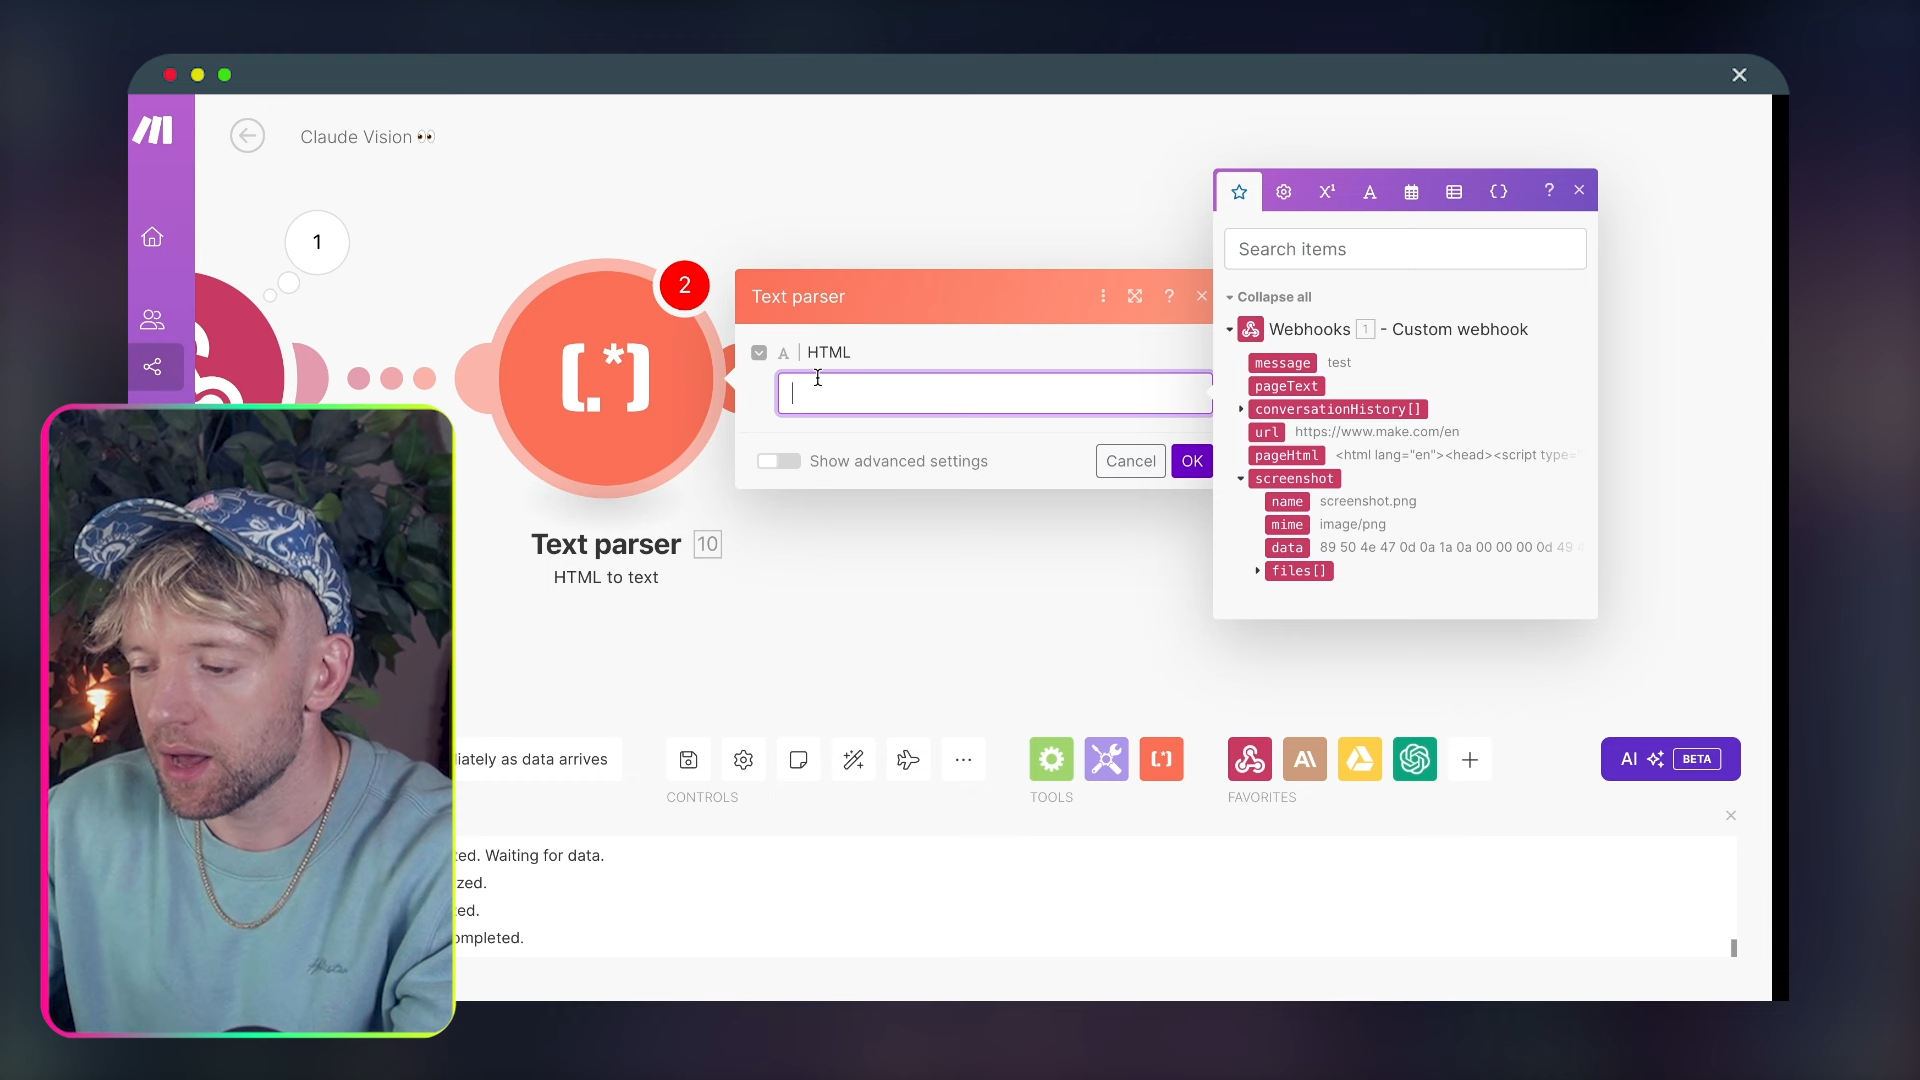 Claude Vision 👀
1
2
[.*]
Text parser 10
HTML to text
Text parser
?
A | HTML
Show advanced settings
Cancel
OK
X¹ A {} ?
Search items
Collapse all
Webhooks 1 - Custom webhook
message test
pageText
conversationHistory[]
url https://www.make.com/en
pageHtml <html lang="en"><head><script type="
screenshot
name screenshot.png
mime image/png
data 89 50 4e 47 0d 0a 1a 0a 00 00 00 0d 49
files[]
iately as data arrives
...
[.*]
A\
AI BETA
CONTROLS
TOOLS
FAVORITES
ted. Waiting for data.
zed.
ted.
ompleted.